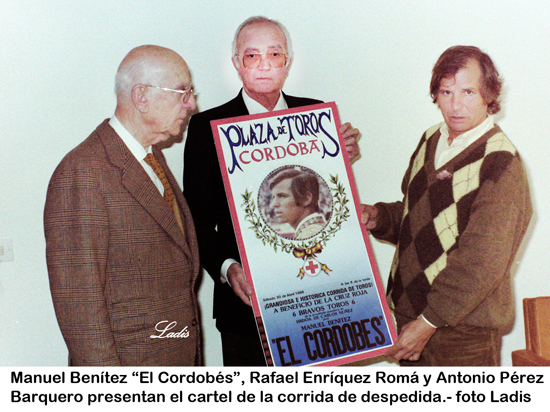 PLAZA DE TOROS
CORDOBA
¡GRANDIOSA E HISTORICA CORRIDA DE TOROS!
A BENEFICIO DE LA CRUZ ROJA
6 BRAVOS TOROS 6
MANUEL BENITEZ
"EL CORDOBES"
Ladis
Manuel Benítez “El Cordobés”, Rafael Enríquez Romá y Antonio Pérez
Barquero presentan el cartel de la corrida de despedida.- foto Ladis